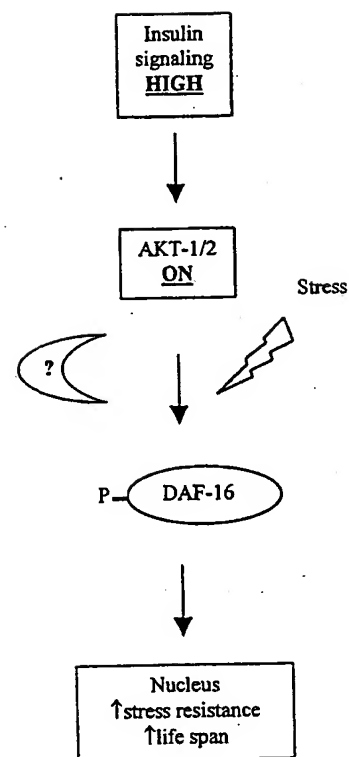 Insulin
signaling
HIGH
AKT-1/2
ON
Stress
?
P
DAF-16
Nucleus
↑stress resistance
↑life span